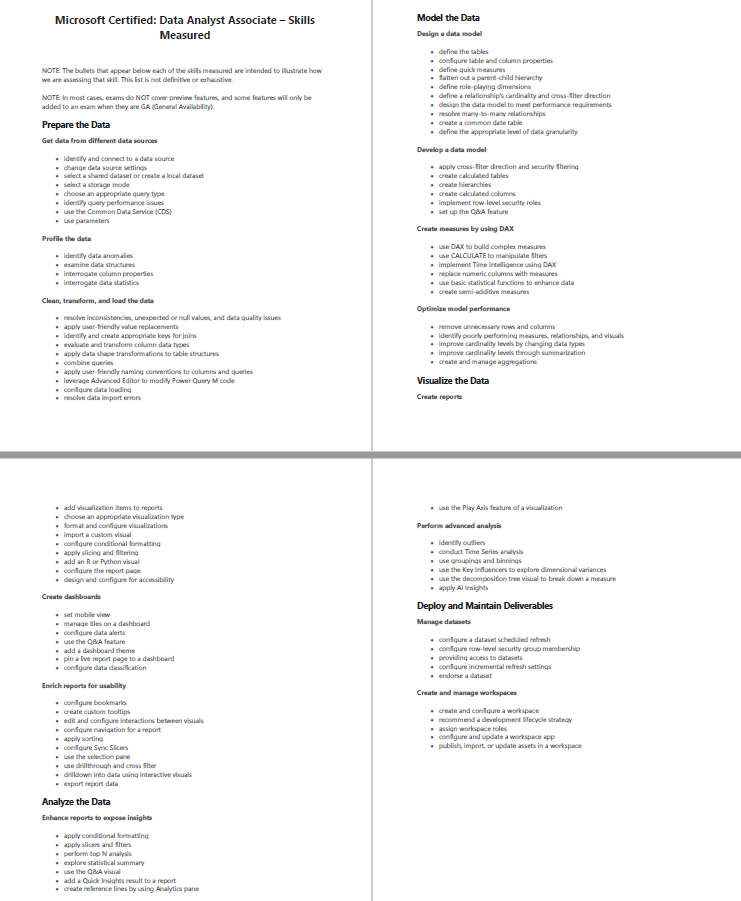 Microsoft Certified: Data Analyst Associate – Skills
Measured
NOTE: The bullets that appear below each of the skills measured are intended to illustrate how
we are assessing that skill. This list is not definitive or exhaustive.
NOTE: In most cases, exams do NOT cover preview features, and some features will only be
added to an exam when they are GA (General Availability).
Prepare the Data
Get data from different data sources
• identify and connect to a data source
• change data source settings
• select a shared dataset or create a local dataset
• select a storage mode
• choose an appropriate query type
• identify query performance issues
• use the Common Data Service (CDS)
• use parameters
Profile the data
• identify data anomalies
• examine data structures
• interrogate column properties
• interrogate data statistics
Clean, transform, and load the data
• resolve inconsistencies, unexpected or null values, and data quality issues
• apply user-friendly value replacements
• identify and create appropriate keys for joins
• evaluate and transform column data types
• apply data shape transformations to table structures
• combine queries
• apply user-friendly naming conventions to columns and queries
• leverage Advanced Editor to modify Power Query M code
• configure data loading
• resolve data import errors
Model the Data
Design a data model
• define the tables
• configure table and column properties
• define quick measures
• flatten out a parent-child hierarchy
• define role-playing dimensions
• define a relationship's cardinality and cross-filter direction
• design the data model to meet performance requirements
• resolve many-to-many relationships
• create a common date table
• define the appropriate level of data granularity
Develop a data model
• apply cross-filter direction and security filtering
• create calculated tables
• create hierarchies
• create calculated columns
• implement row-level security roles
• set up the Q&A feature
Create measures by using DAX
• use DAX to build complex measures
• use CALCULATE to manipulate filters
• implement Time Intelligence using DAX
• replace numeric columns with measures
• use basic statistical functions to enhance data
• create semi-additive measures
Optimize model performance
• remove unnecessary rows and columns
• identify poorly performing measures, relationships, and visuals
• improve cardinality levels by changing data types
• improve cardinality levels through summarization
• create and manage aggregations
Visualize the Data
Create reports
• add visualization items to reports
• choose an appropriate visualization type
• format and configure visualizations
• import a custom visual
• configure conditional formatting
• apply slicing and filtering
• add an R or Python visual
• configure the report page
• design and configure for accessibility
Create dashboards
• set mobile view
• manage tiles on a dashboard
• configure data alerts
• use the Q&A feature
• add a dashboard theme
• pin a live report page to a dashboard
• configure data classification
Enrich reports for usability
• configure bookmarks
• create custom tooltips
• edit and configure interactions between visuals
• configure navigation for a report
• apply sorting
• configure Sync Slicers
• use the selection pane
• use drillthrough and cross filter
• drilldown into data using interactive visuals
• export report data
Analyze the Data
Enhance reports to expose insights
• apply conditional formatting
• apply slicers and filters
• perform top N analysis
• explore statistical summary
• use the Q&A visual
• add a Quick Insights result to a report
• create reference lines by using Analytics pane
• use the Play Axis feature of a visualization
Perform advanced analysis
• identify outliers
• conduct Time Series analysis
• use groupings and binnings
• use the Key Influencers to explore dimensional variances
• use the decomposition tree visual to break down a measure
• apply AI Insights
Deploy and Maintain Deliverables
Manage datasets
• configure a dataset scheduled refresh
• configure row-level security group membership
• providing access to datasets
• configure incremental refresh settings
• endorse a dataset
Create and manage workspaces
• create and configure a workspace
• recommend a development lifecycle strategy
• assign workspace roles
• configure and update a workspace app
• publish, import, or update assets in a workspace